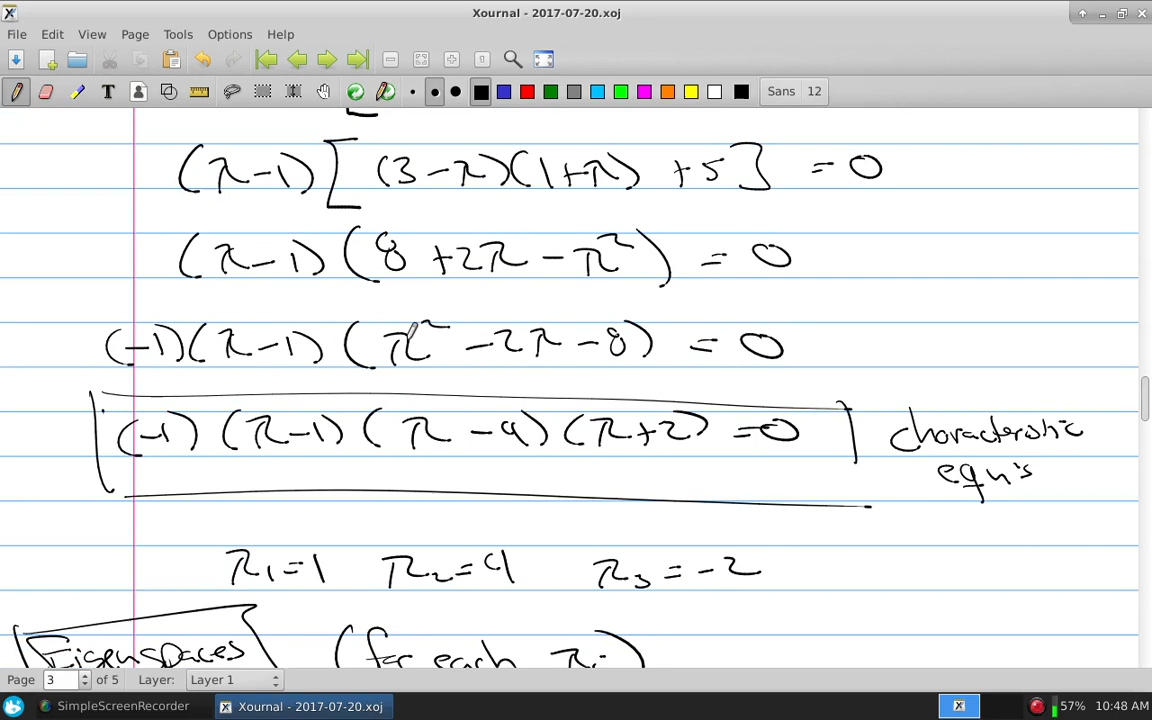 Xournal - 2017-07-20.xoj
File Edit View Page Tools Options Help
Sans 12
(λ-1)[(3-λ)(1+λ) +5] =0
(λ-1)(8 +2λ -λ²) = 0
(-1)(λ-1)(λ² -2λ -8) = 0
(-1)(λ-1)(λ-4)(λ+2) =0
characteristic
eqn is
λ₁=1 λ₂=4 λ₃=-2
Eigenspaces (for each λᵢ)
Page 3 of 5 Layer: Layer 1
SimpleScreenRecorder Xournal - 2017-07-20.xoj 57% 10:48 AM